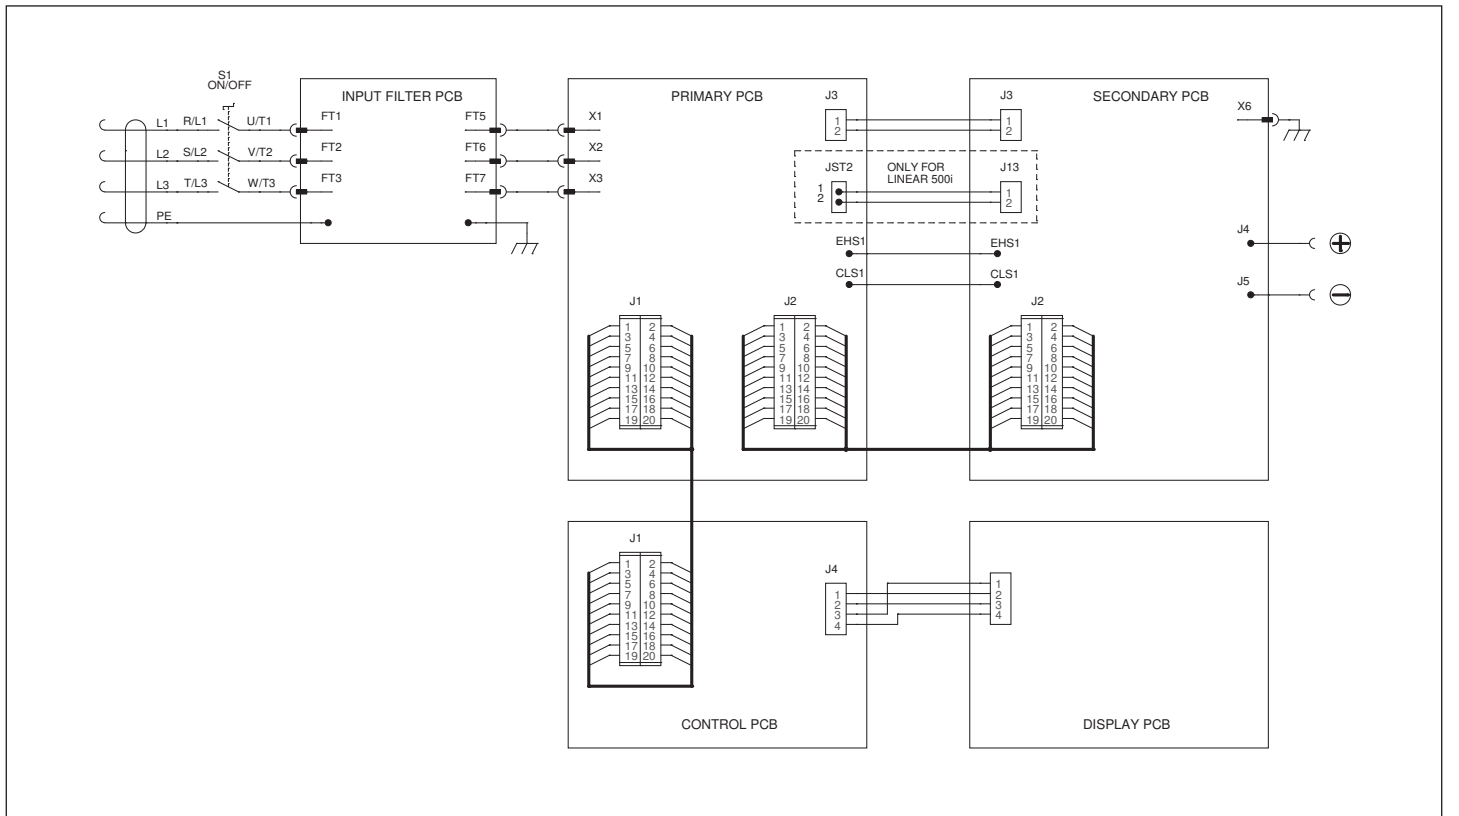 S1
ON/OFF
INPUT FILTER PCB
PRIMARY PCB
SECONDARY PCB
L1 R/L1 U/T1 FT1 FT5 X1
L2 S/L2 V/T2 FT2 FT6 X2
L3 T/L3 W/T3 FT3 FT7 X3
PE
J3
1
2
J3
1
2
X6
JST2
1
2
ONLY FOR
LINEAR 500i
J13
1
2
EHS1 EHS1
CLS1 CLS1
J4
+
J5
−
J1
1 2
3 4
5 6
7 8
9 10
11 12
13 14
15 16
17 18
19 20
J2
1 2
3 4
5 6
7 8
9 10
11 12
13 14
15 16
17 18
19 20
J2
1 2
3 4
5 6
7 8
9 10
11 12
13 14
15 16
17 18
19 20
J1
1 2
3 4
5 6
7 8
9 10
11 12
13 14
15 16
17 18
19 20
J4
1
2
3
4
1
2
3
4
CONTROL PCB
DISPLAY PCB